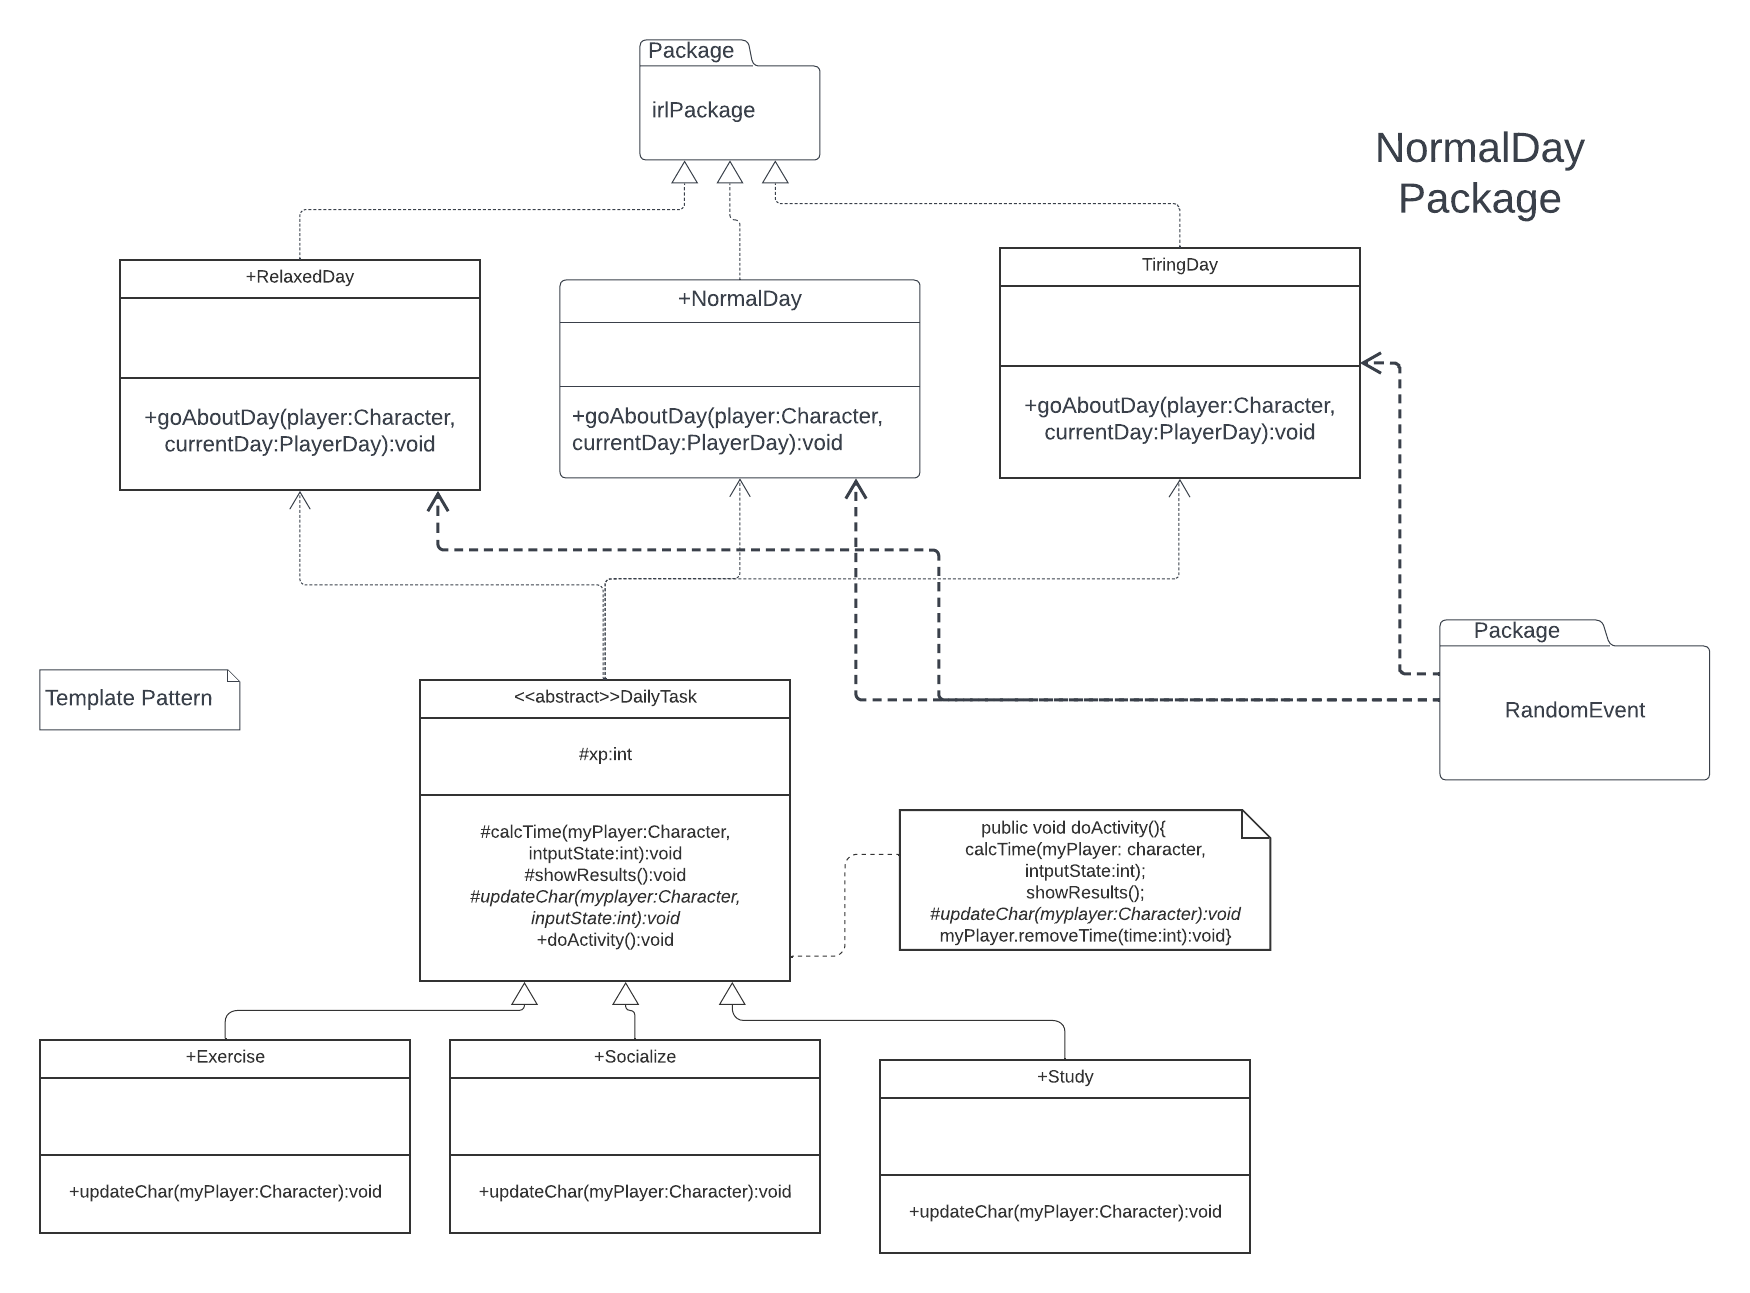 Package
irlPackage
NormalDay
Package
+RelaxedDay
+goAboutDay(player:Character,
currentDay:PlayerDay):void
+NormalDay
+goAboutDay(player:Character,
currentDay:PlayerDay):void
TiringDay
+goAboutDay(player:Character,
currentDay:PlayerDay):void
Package
RandomEvent
Template Pattern
<<abstract>>DailyTask
#xp:int
#calcTime(myPlayer:Character,
intputState:int):void
#showResults():void
#updateChar(myplayer:Character,
inputState:int):void
+doActivity():void
public void doActivity(){
calcTime(myPlayer: character,
intputState:int);
showResults();
#updateChar(myplayer:Character):void
myPlayer.removeTime(time:int):void}
+Exercise
+updateChar(myPlayer:Character):void
+Socialize
+updateChar(myPlayer:Character):void
+Study
+updateChar(myPlayer:Character):void